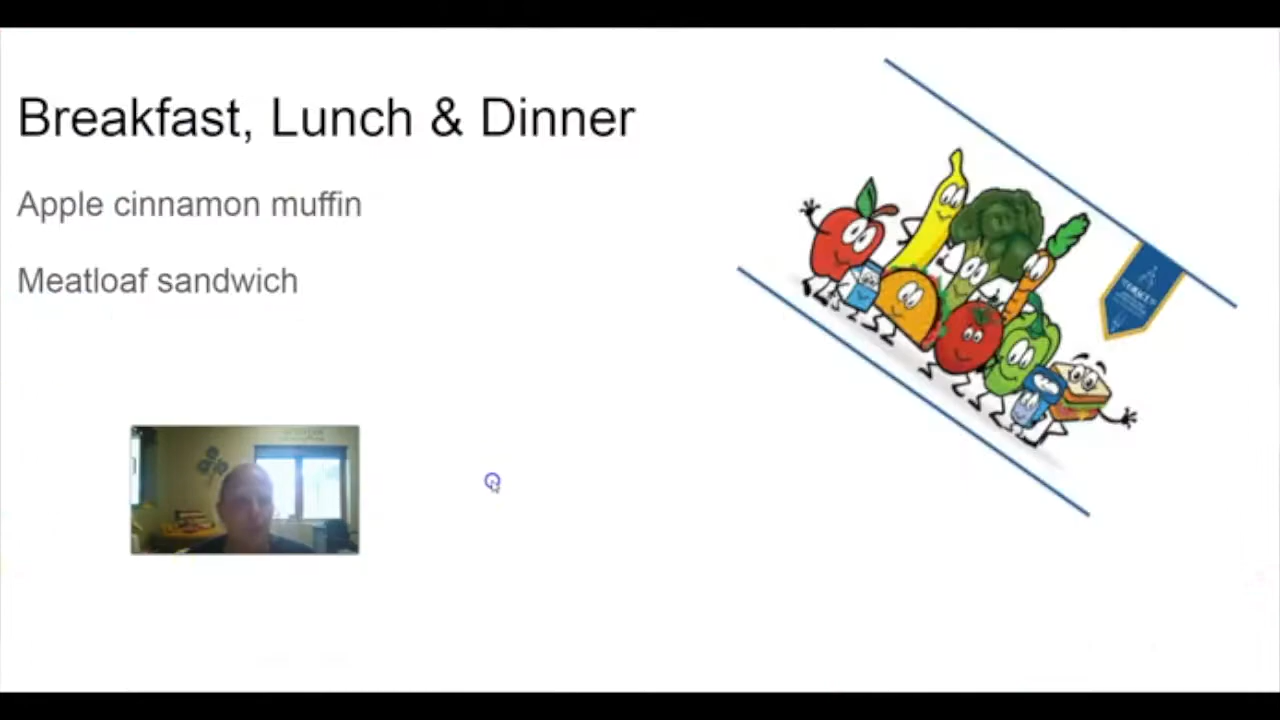 Breakfast, Lunch & Dinner
Apple cinnamon muffin
Meatloaf sandwich